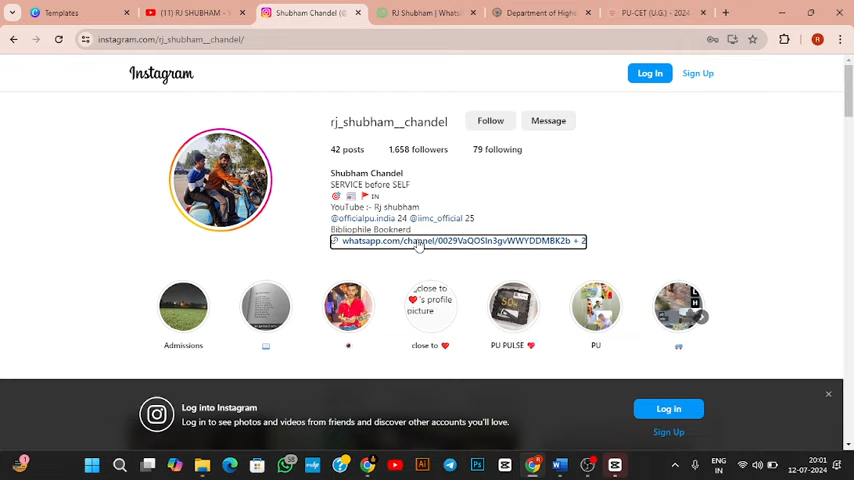 Templates
(11) RJ SHUBHAM - Y
Shubham Chandel (@
RJ Shubham | Whats
Department of Highe
PU-CET (U.G.) - 2024
instagram.com/rj_shubham__chandel/
R
Instagram
Log In
Sign Up
rj_shubham__chandel
Follow
Message
42 posts
1,658 followers
79 following
Shubham Chandel
SERVICE before SELF
IN
YouTube :- Rj shubham
@officialpu.india 24 @iimc_official 25
Bibliophile Booknerd
whatsapp.com/channel/0029VaQOSln3gvWWYDDMBK2b + 2
close to
's profile
picture
Admissions
close to
PU PULSE
PU
Log into Instagram
Log in to see photos and videos from friends and discover other accounts you'll love.
Log in
Sign Up
ENG
IN
20:01
12-07-2024